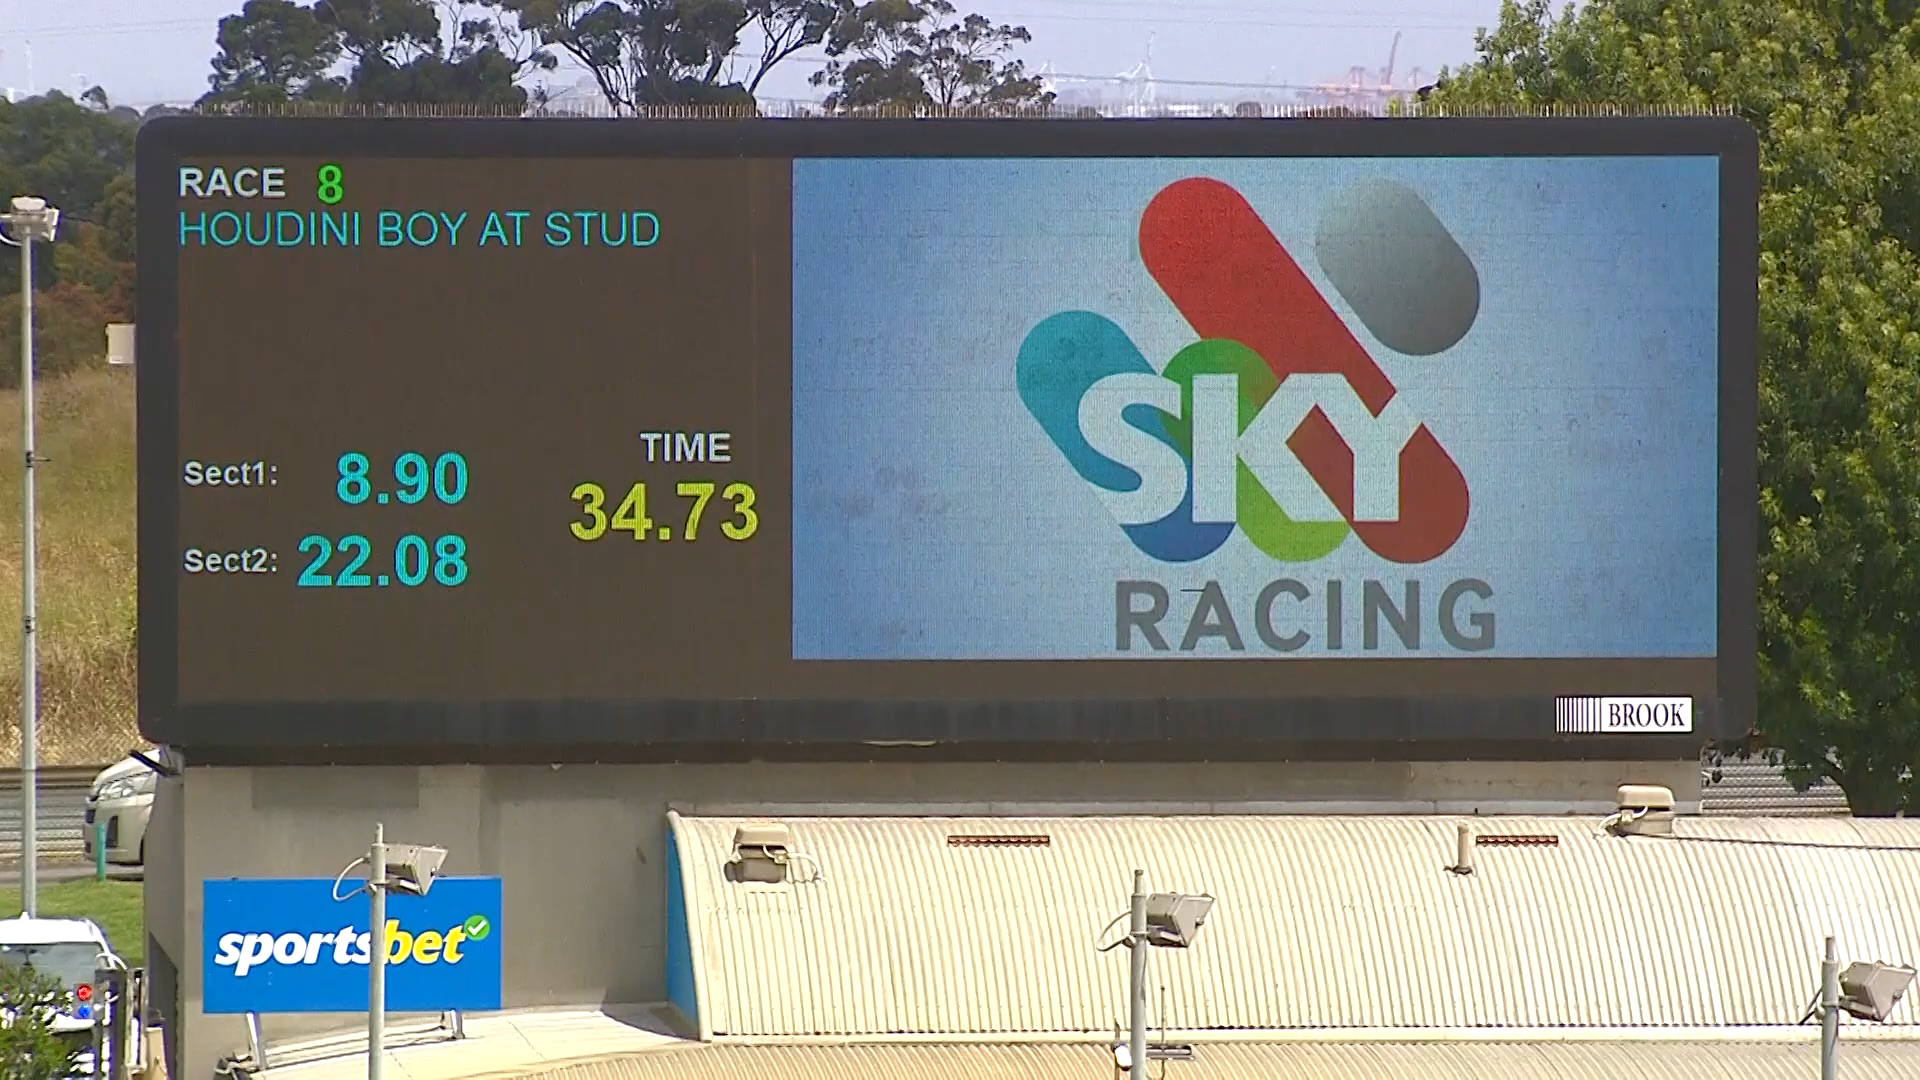 RACE 8
HOUDINI BOY AT STUD
Sect1: 8.90
Sect2: 22.08
TIME
34.73
SKY
RACING
BROOK
sportsbet